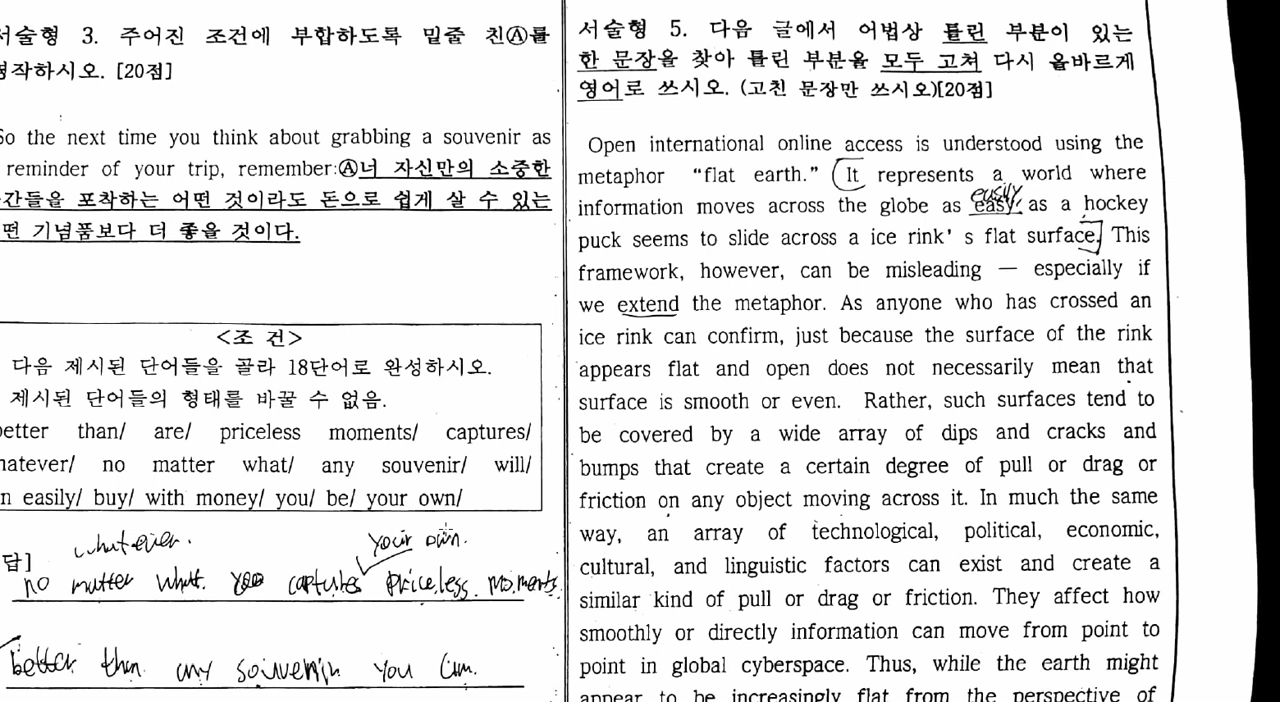 서술형 3. 주어진 조건에 부합하도록 밑줄 친Ⓐ를
영작하시오. [20점]
So the next time you think about grabbing a souvenir as
reminder of your trip, remember:Ⓐ너 자신만의 소중한
순간들을 포착하는 어떤 것이라도 돈으로 쉽게 살 수 있는
어떤 기념품보다 더 좋을 것이다.
<조 건>
다음 제시된 단어들을 골라 18단어로 완성하시오.
제시된 단어들의 형태를 바꿀 수 없음.
better than/ are/ priceless moments/ captures/
whatever/ no matter what/ any souvenir/ will/
can easily/ buy/ with money/ you/ be/ your own/
답]
whatever. your own.
no matter what. captures priceless. moments.
better than. any souvenir you can.
서술형 5. 다음 글에서 어법상 틀린 부분이 있는
한 문장을 찾아 틀린 부분을 모두 고쳐 다시 올바르게
영어로 쓰시오. (고친 문장만 쓰시오)[20점]
Open international online access is understood using the
metaphor “flat earth.” It represents a world where
easily
information moves across the globe as easy as a hockey
puck seems to slide across a ice rink's flat surface. This
framework, however, can be misleading — especially if
we extend the metaphor. As anyone who has crossed an
ice rink can confirm, just because the surface of the rink
appears flat and open does not necessarily mean that
surface is smooth or even. Rather, such surfaces tend to
be covered by a wide array of dips and cracks and
bumps that create a certain degree of pull or drag or
friction on any object moving across it. In much the same
way, an array of technological, political, economic,
cultural, and linguistic factors can exist and create a
similar kind of pull or drag or friction. They affect how
smoothly or directly information can move from point to
point in global cyberspace. Thus, while the earth might
appear to be increasingly flat from the perspective of